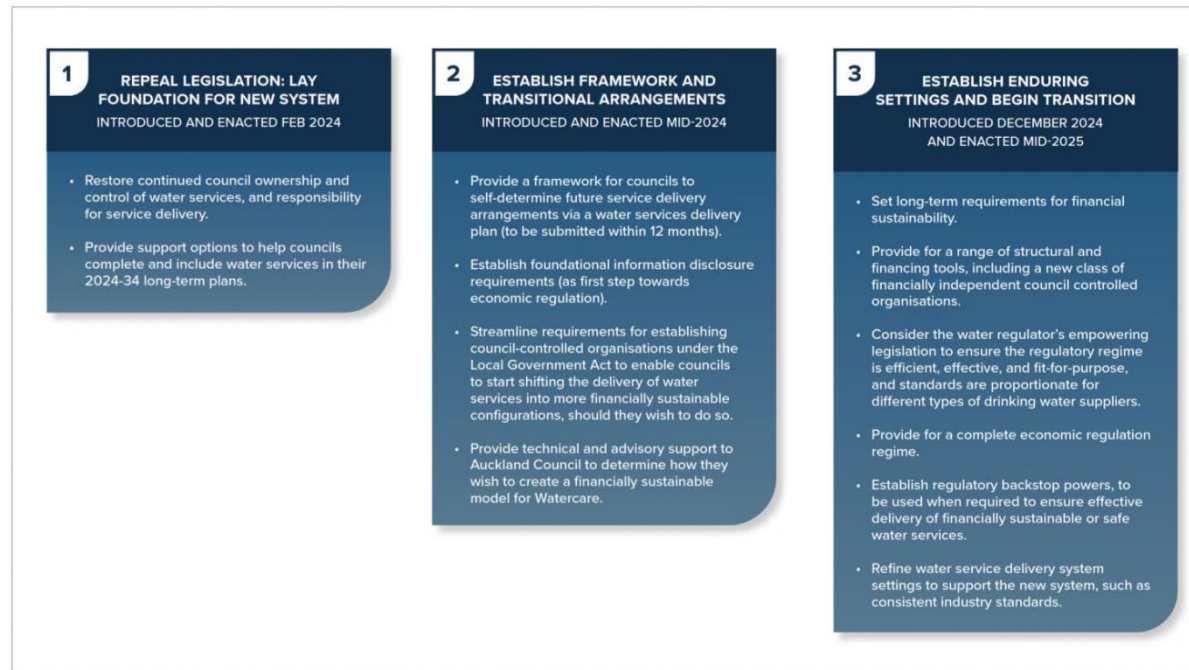 1
REPEAL LEGISLATION: LAY
FOUNDATION FOR NEW SYSTEM
INTRODUCED AND ENACTED FEB 2024
• Restore continued council ownership and
control of water services, and responsibility
for service delivery.
• Provide support options to help councils
complete and include water services in their
2024-34 long-term plans.
2
ESTABLISH FRAMEWORK AND
TRANSITIONAL ARRANGEMENTS
INTRODUCED AND ENACTED MID-2024
• Provide a framework for councils to
self-determine future service delivery
arrangements via a water services delivery
plan (to be submitted within 12 months).
• Establish foundational information disclosure
requirements (as first step towards
economic regulation).
• Streamline requirements for establishing
council-controlled organisations under the
Local Government Act to enable councils
to start shifting the delivery of water
services into more financially sustainable
configurations, should they wish to do so.
• Provide technical and advisory support to
Auckland Council to determine how they
wish to create a financially sustainable
model for Watercare.
3
ESTABLISH ENDURING
SETTINGS AND BEGIN TRANSITION
INTRODUCED DECEMBER 2024
AND ENACTED MID-2025
• Set long-term requirements for financial
sustainability.
• Provide for a range of structural and
financing tools, including a new class of
financially independent council controlled
organisations.
• Consider the water regulator's empowering
legislation to ensure the regulatory regime
is efficient, effective, and fit-for-purpose,
and standards are proportionate for
different types of drinking water suppliers.
• Provide for a complete economic regulation
regime.
• Establish regulatory backstop powers, to
be used when required to ensure effective
delivery of financially sustainable or safe
water services.
• Refine water service delivery system
settings to support the new system, such as
consistent industry standards.